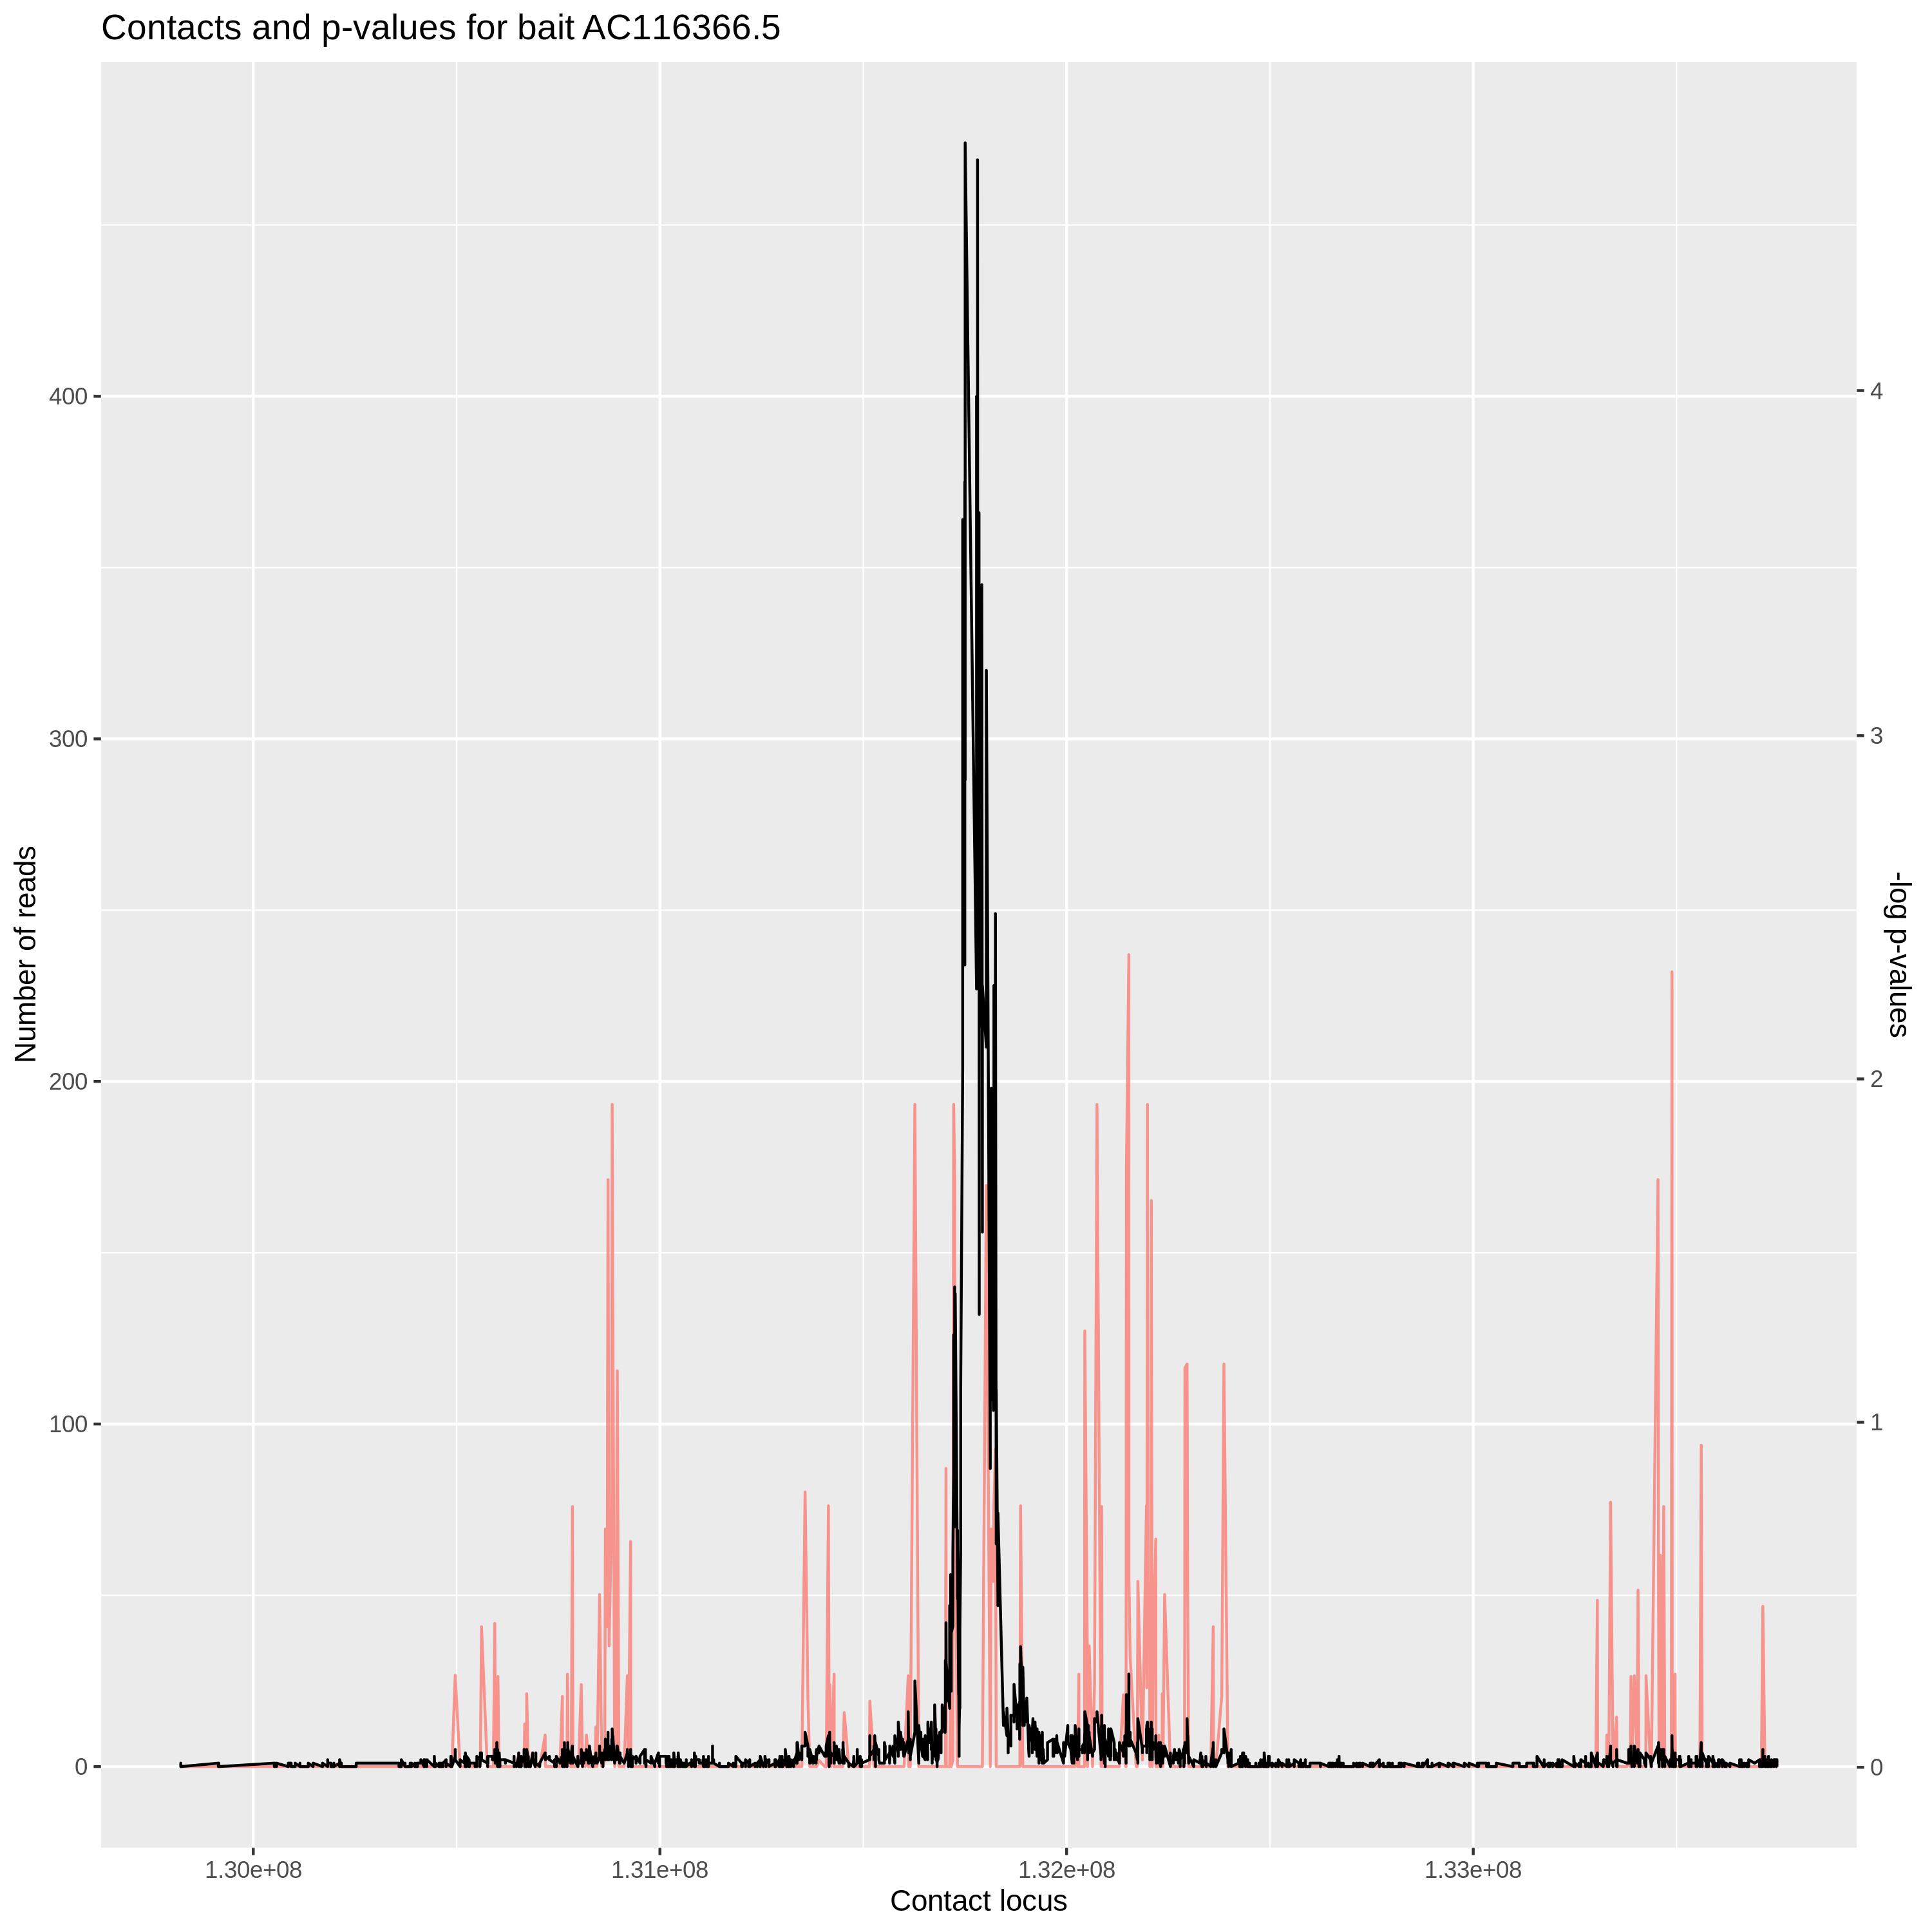 Contacts and p-values for bait AC116366.5
400
300
200
100
0
Number of reads
4
3
2
1
0
-log p-values
1.30e+08
1.31e+08
1.32e+08
1.33e+08
Contact locus